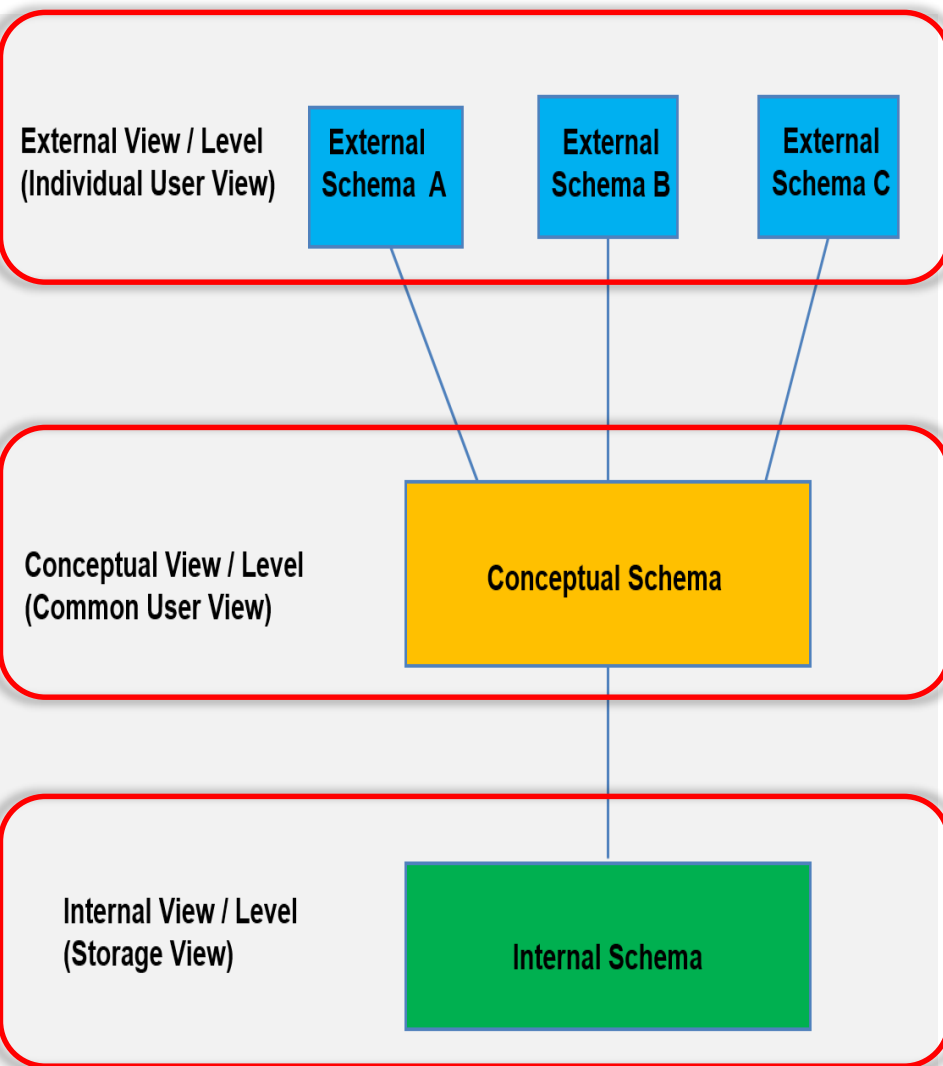 External View / Level
(Individual User View)
External
Schema A
External
Schema B
External
Schema C
Conceptual View / Level
(Common User View)
Conceptual Schema
Internal View / Level
(Storage View)
Internal Schema